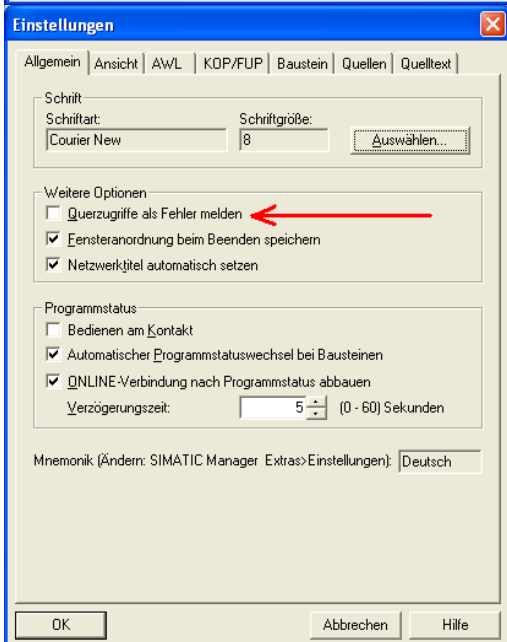 Einstellungen
Allgemein Ansicht AWL KOP/FUP Baustein Quellen Quelltext
Schrift
Schriftart: Schriftgröße:
Courier New 8 Auswählen...
Weitere Optionen
Querzugriffe als Fehler melden
Fensteranordnung beim Beenden speichern
Netzwerktitel automatisch setzen
Programmstatus
Bedienen am Kontakt
Automatischer Programmstatuswechsel bei Bausteinen
ONLINE-Verbindung nach Programmstatus abbauen
Verzögerungszeit: 5 (0 - 60) Sekunden
Mnemonik (Ändern: SIMATIC Manager Extras>Einstellungen): Deutsch
OK Abbrechen Hilfe